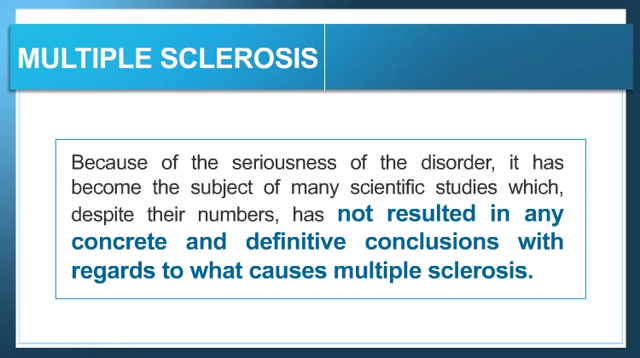 MULTIPLE SCLEROSIS
Because of the seriousness of the disorder, it has
become the subject of many scientific studies which,
despite their numbers, has not resulted in any
concrete and definitive conclusions with
regards to what causes multiple sclerosis.